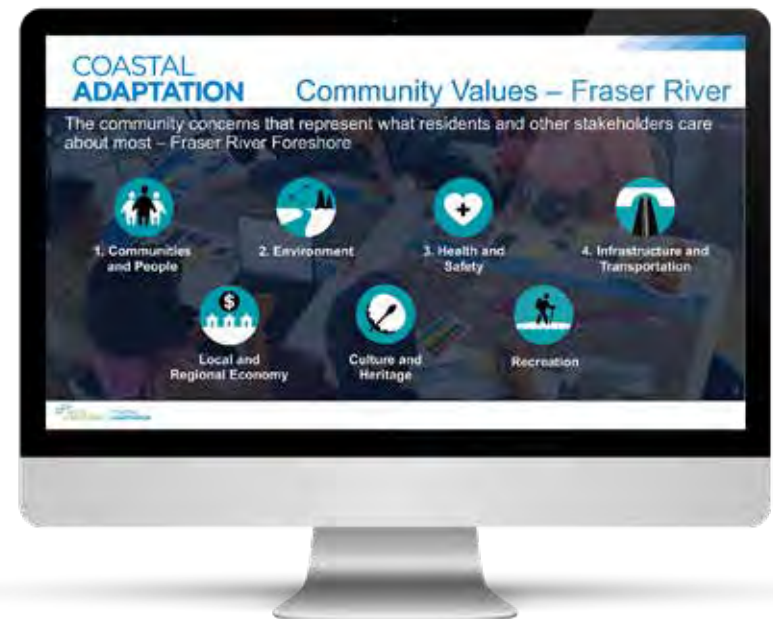 COASTAL
ADAPTATION
Community Values – Fraser River
The community concerns that represent what residents and other stakeholders care
about most – Fraser River Foreshore
1. Communities
and People
2. Environment
3. Health and
Safety
4. Infrastructure and
Transportation
$
Local and
Regional Economy
Culture and
Heritage
Recreation